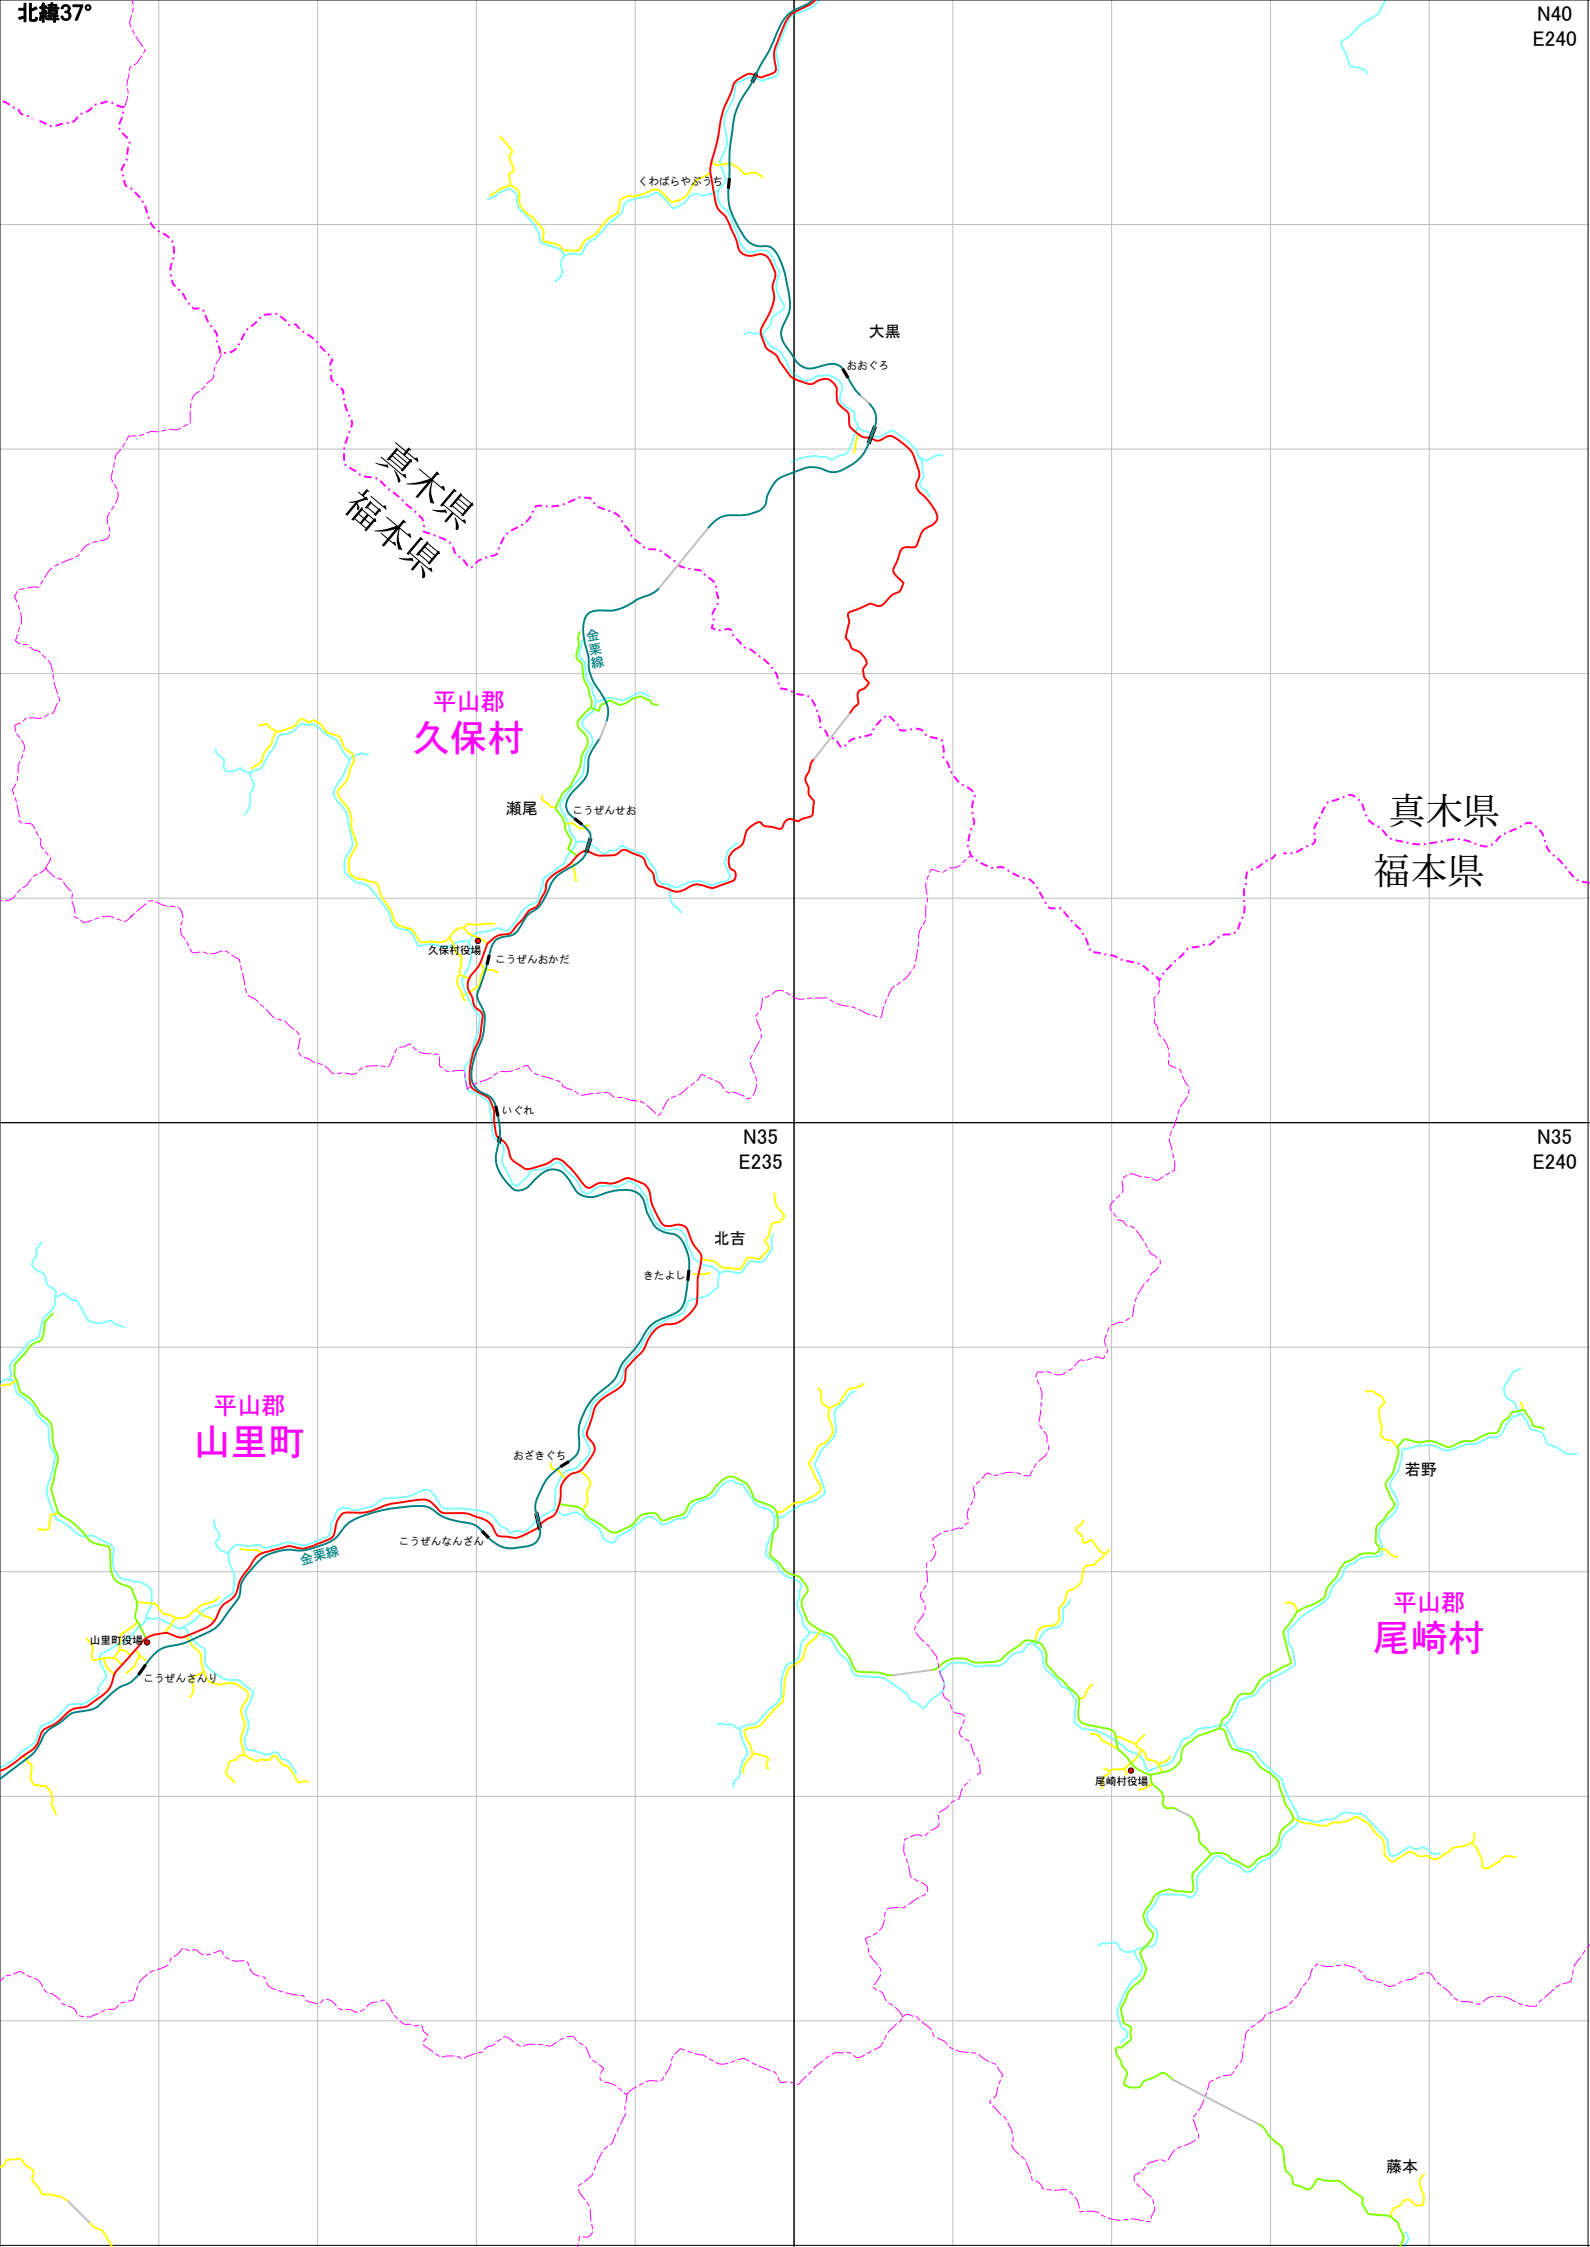 北緯37°
N40
E240
くわばらやぶうち
大黒
おおぐろ
真木県
福本県
金栗線
平山郡
久保村
瀬尾
こうぜんせお
真木県
福本県
久保村役場
こうぜんおかだ
いぐれ
N35
E235
N35
E240
北吉
きたよし
平山郡
山里町
おざきぐち
若野
こうぜんなんざん
金栗線
平山郡
尾崎村
山里町役場
こうぜんさんり
尾崎村役場
藤本